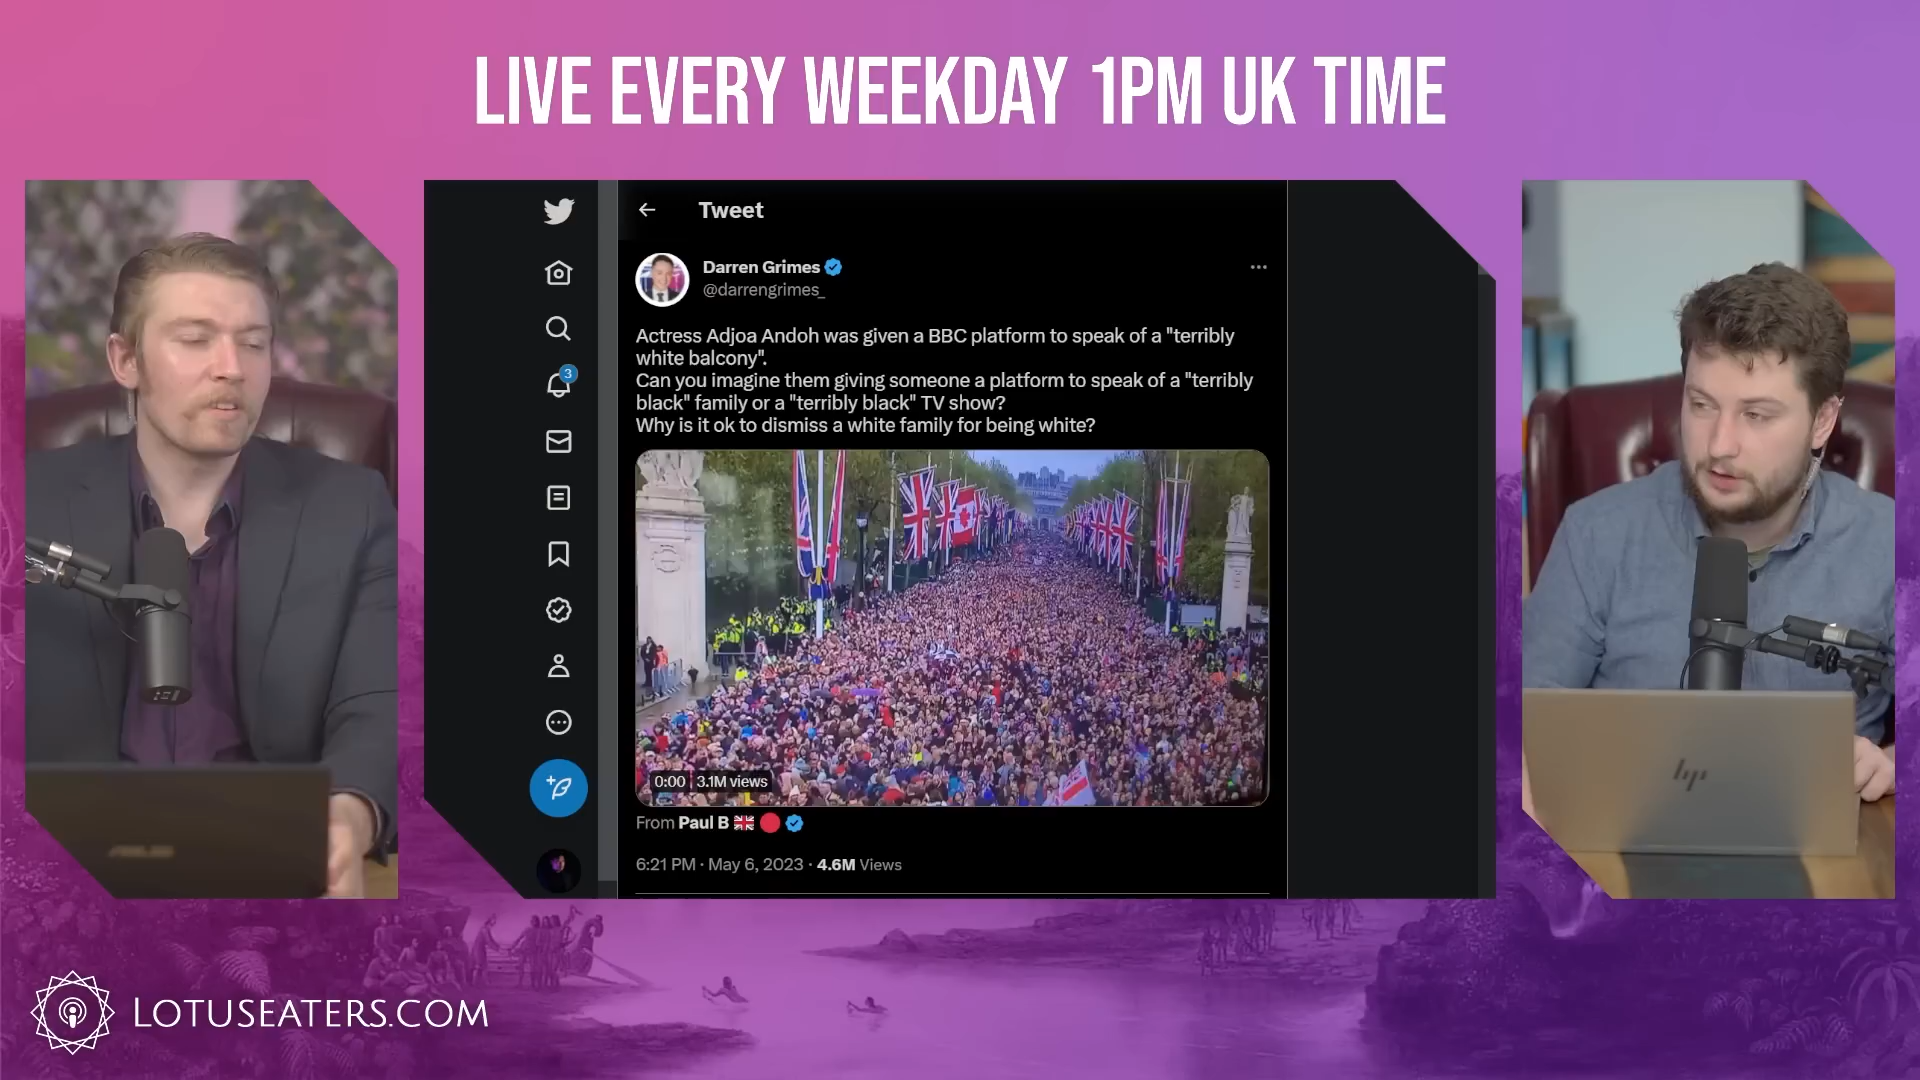 LIVE EVERY WEEKDAY 1PM UK TIME
Tweet
Darren Grimes
@darrengrimes_
Actress Adjoa Andoh was given a BBC platform to speak of a "terribly
white balcony".
Can you imagine them giving someone a platform to speak of a "terribly
black" family or a "terribly black" TV show?
Why is it ok to dismiss a white family for being white?
3
0:00 | 3.1M views
From Paul B
6:21 PM · May 6, 2023 · 4.6M Views
hp
LOTUSEATERS.COM